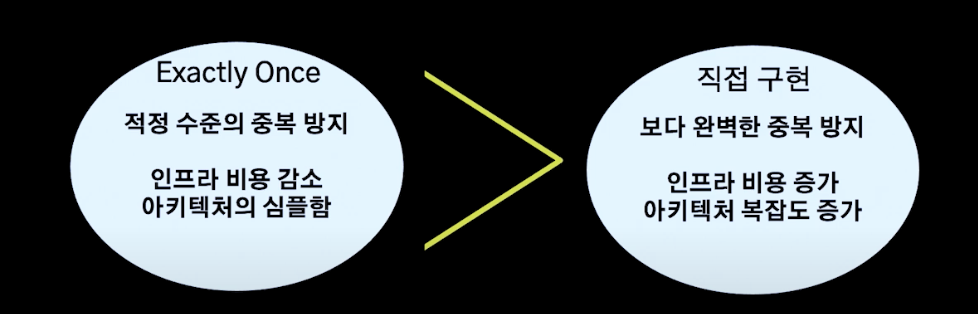 Exactly Once
적정 수준의 중복 방지
인프라 비용 감소
아키텍처의 심플함
직접 구현
보다 완벽한 중복 방지
인프라 비용 증가
아키텍처 복잡도 증가